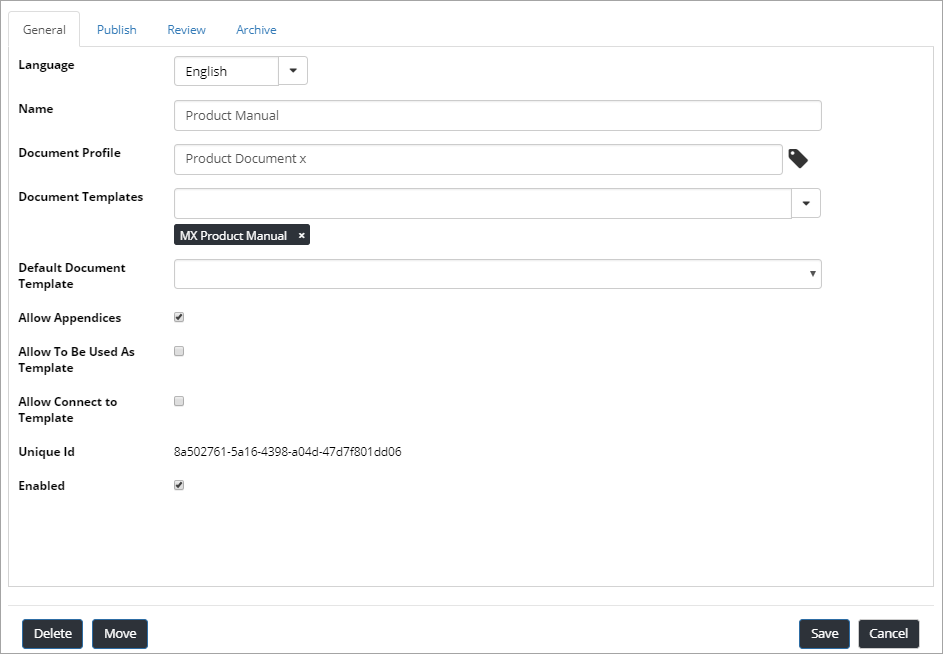 General Publish Review Archive
Language English
Name Product Manual
Document Profile Product Document x
Document Templates
MX Product Manual ×
Default Document
Template
Allow Appendices
Allow To Be Used As
Template
Allow Connect to
Template
Unique Id 8a502761-5a16-4398-a04d-47d7f801dd06
Enabled
Delete Move Save Cancel